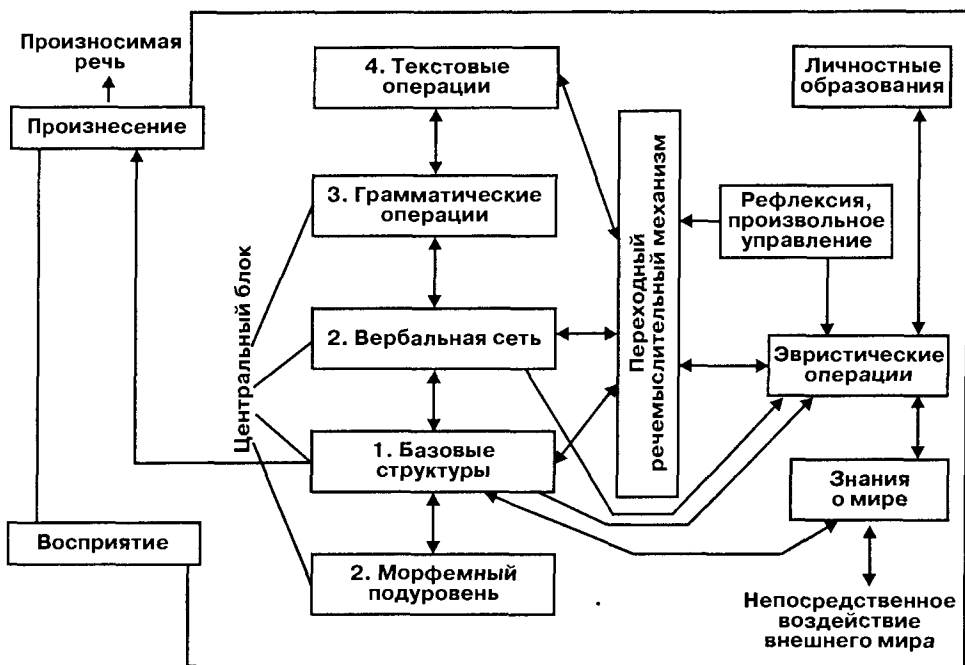 Произносимая
речь
Произнесение
Восприятие
Центральный блок
4. Текстовые
операции
3. Грамматические
операции
2. Вербальная сеть
1. Базовые
структуры
2. Морфемный
подуровень
Переходный
речемыслительный механизм
Личностные
образования
Рефлексия,
произвольное
управление
Эвристические
операции
Знания
о мире
Непосредственное
воздействие
внешнего мира